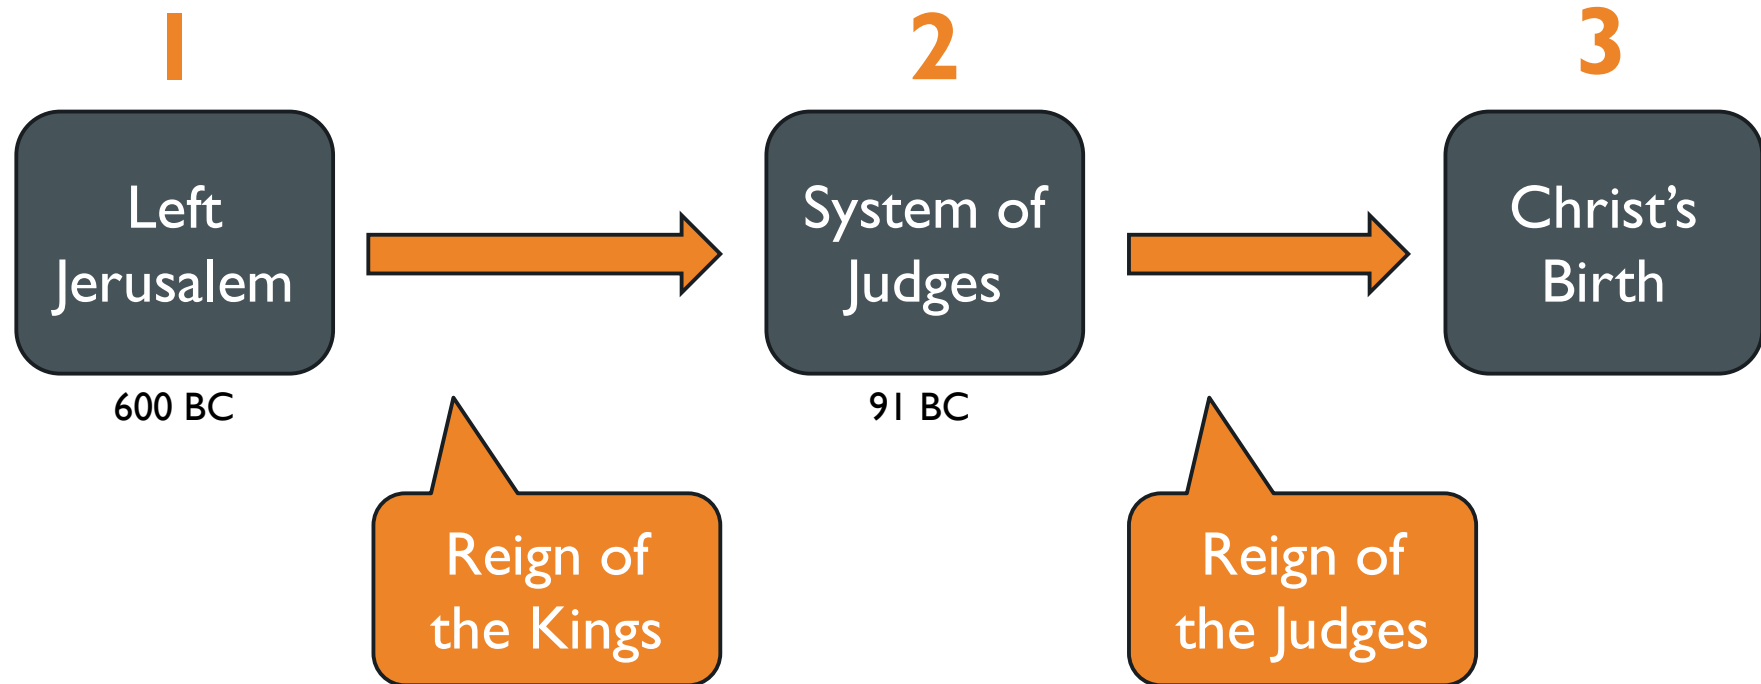 1
2
3
Left
Jerusalem
System of
Judges
Christ's
Birth
600 BC
91 BC
Reign of
the Kings
Reign of
the Judges